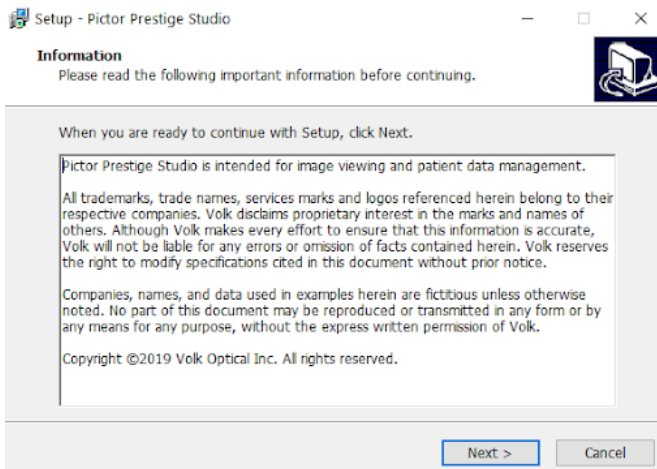 Setup - Pictor Prestige Studio
Information
Please read the following important information before continuing.
When you are ready to continue with Setup, click Next.
Pictor Prestige Studio is intended for image viewing and patient data management.
All trademarks, trade names, services marks and logos referenced herein belong to their
respective companies. Volk disclaims proprietary interest in the marks and names of
others. Although Volk makes every effort to ensure that this information is accurate,
Volk will not be liable for any errors or omission of facts contained herein. Volk reserves
the right to modify specifications cited in this document without prior notice.
Companies, names, and data used in examples herein are fictitious unless otherwise
noted. No part of this document may be reproduced or transmitted in any form or by
any means for any purpose, without the express written permission of Volk.
Copyright ©2019 Volk Optical Inc. All rights reserved.
Next >
Cancel